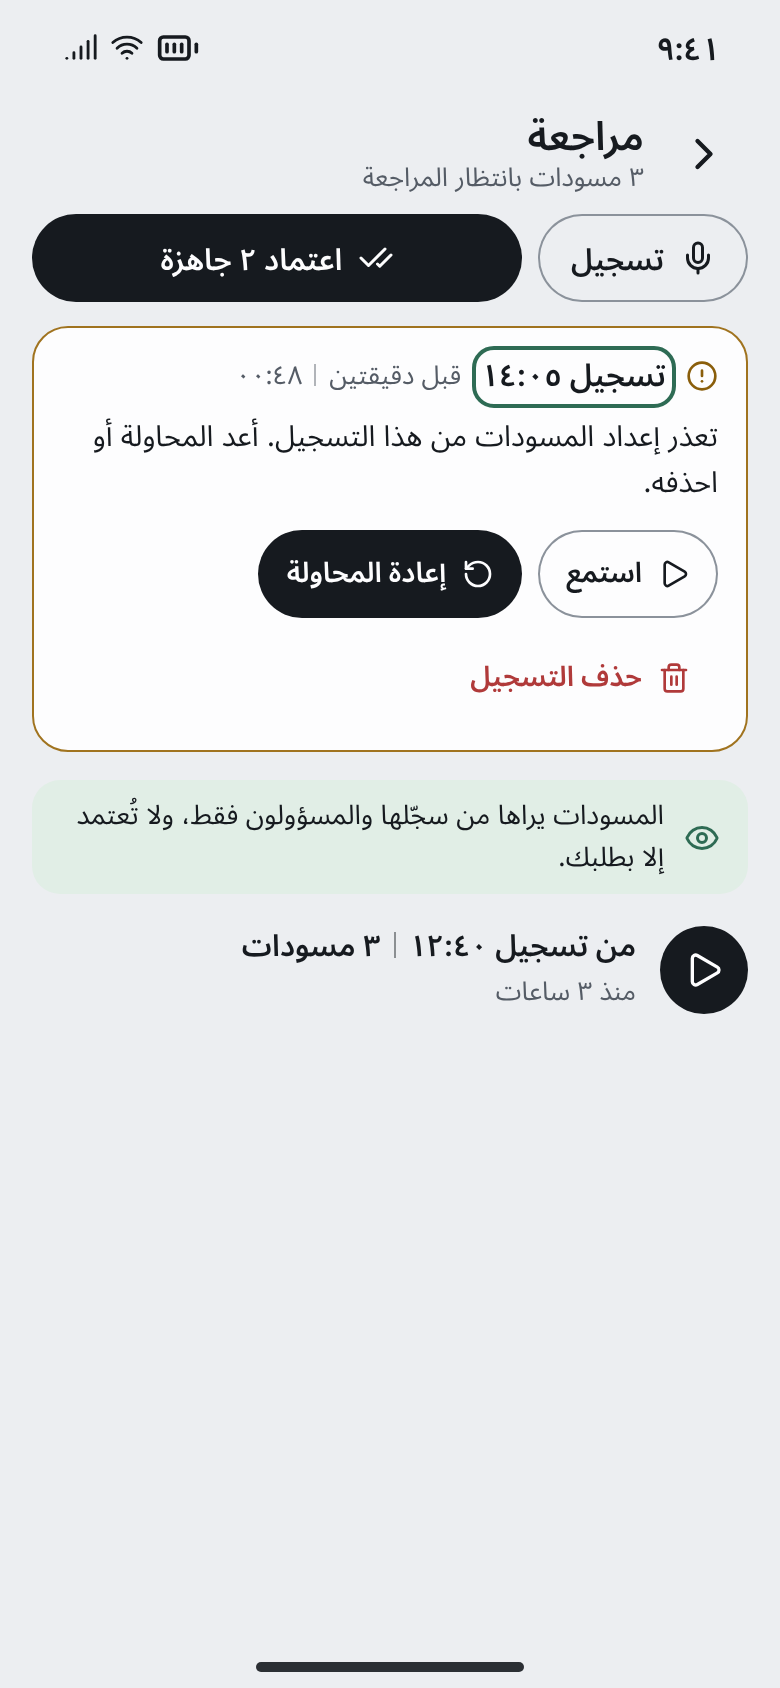 ٩:٤١
مراجعة
٣ مسودات بانتظار المراجعة
تسجيل
اعتماد ٢ جاهزة
تسجيل ١٤:٠٥ قبل دقيقتين | ٠٠:٤٨
تعذر إعداد المسودات من هذا التسجيل. أعد المحاولة أو
احذفه.
استمع
إعادة المحاولة
حذف التسجيل
المسودات يراها من سجّلها والمسؤولون فقط، ولا تُعتمد
إلا بطلبك.
من تسجيل ١٢:٤٠ | ٣ مسودات
منذ ٣ ساعات